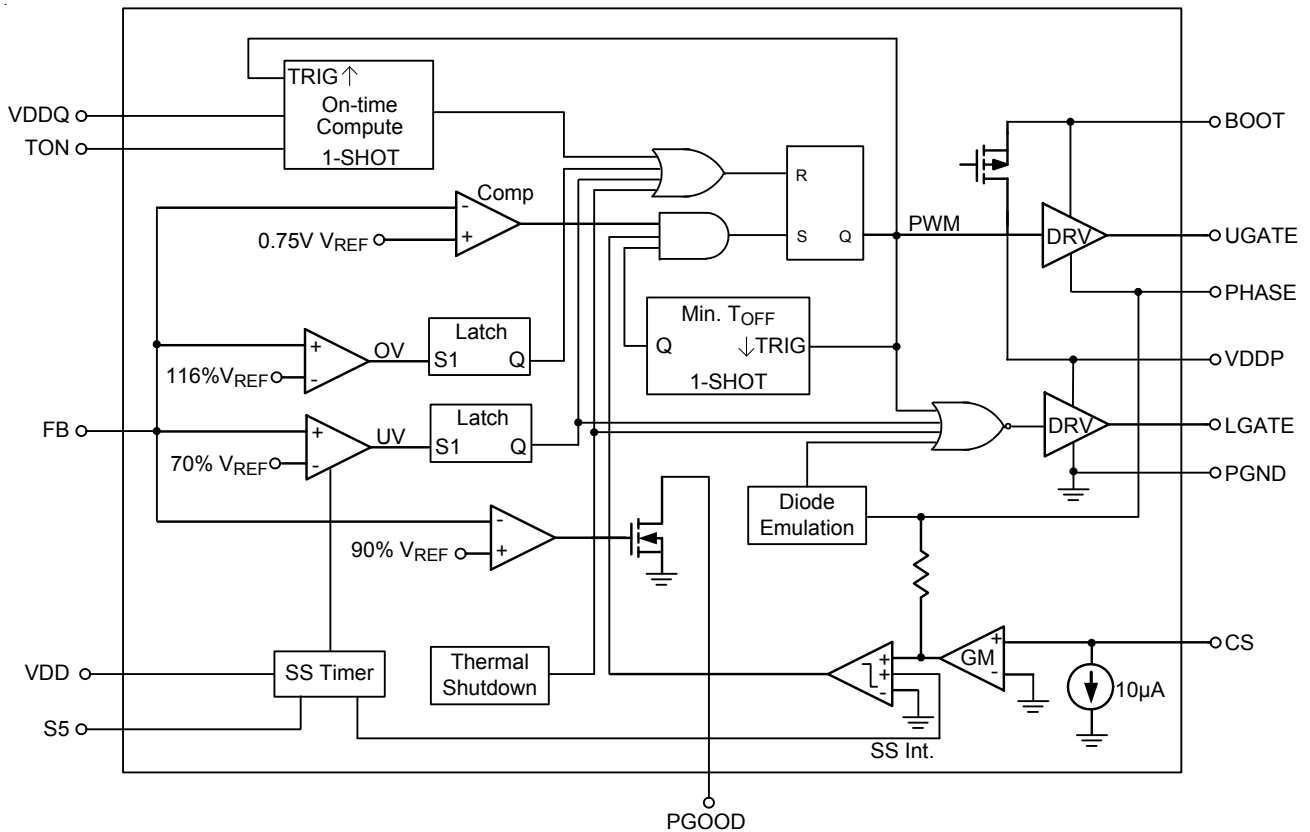 TRIG↑
On-time
Compute
1-SHOT
VDDQ
TON
BOOT
Comp
-
+
0.75V VREF
R
S
Q
PWM
DRV
UGATE
PHASE
Min. TOFF
Q
↓TRIG
1-SHOT
+
-
OV
116%VREF
Latch
S1
Q
VDDP
FB
+
-
UV
70% VREF
Latch
S1
Q
DRV
LGATE
PGND
-
+
90% VREF
Diode
Emulation
VDD
S5
SS Timer
Thermal
Shutdown
+
+
-
SS Int.
GM
+
-
CS
10µA
PGOOD